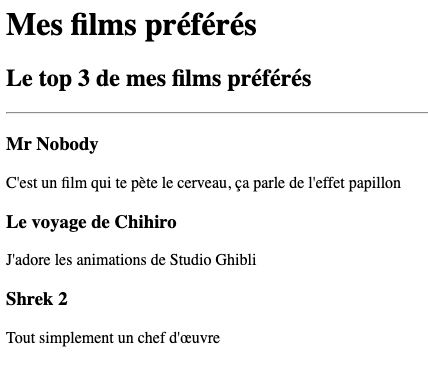 Mes films préférés
Le top 3 de mes films préférés
Mr Nobody
C'est un film qui te pète le cerveau, ça parle de l'effet papillon
Le voyage de Chihiro
J'adore les animations de Studio Ghibli
Shrek 2
Tout simplement un chef d'œuvre